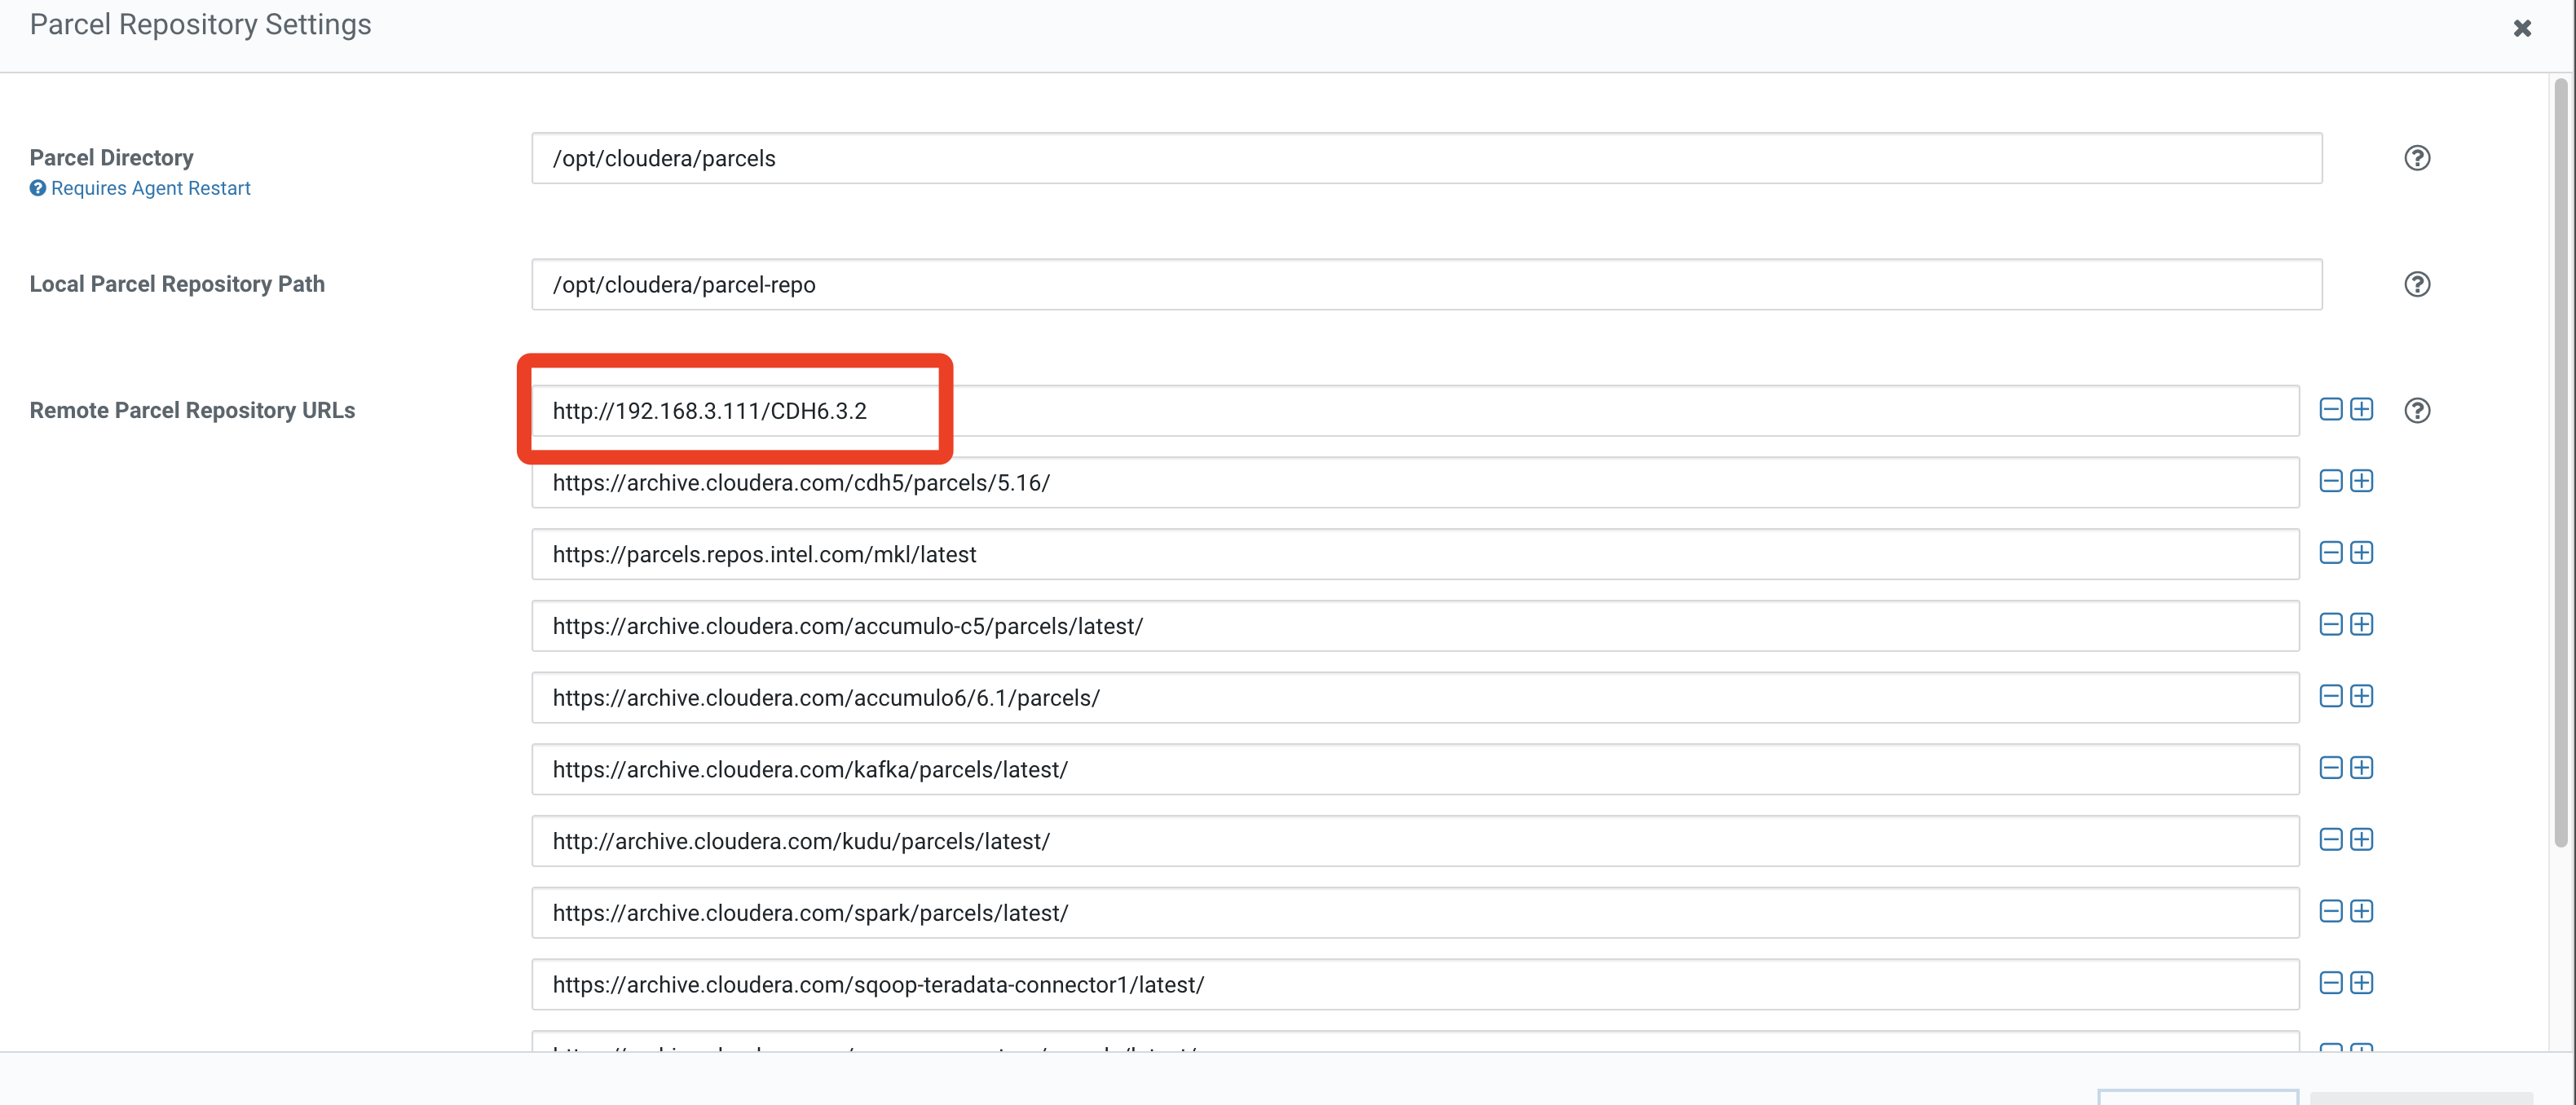 Parcel Repository Settings
Parcel Directory
/opt/cloudera/parcels
Requires Agent Restart
Local Parcel Repository Path
/opt/cloudera/parcel-repo
Remote Parcel Repository URLs
http://192.168.3.111/CDH6.3.2
https://archive.cloudera.com/cdh5/parcels/5.16/
https://parcels.repos.intel.com/mkl/latest
https://archive.cloudera.com/accumulo-c5/parcels/latest/
https://archive.cloudera.com/accumulo6/6.1/parcels/
https://archive.cloudera.com/kafka/parcels/latest/
http://archive.cloudera.com/kudu/parcels/latest/
https://archive.cloudera.com/spark/parcels/latest/
https://archive.cloudera.com/sqoop-teradata-connector1/latest/